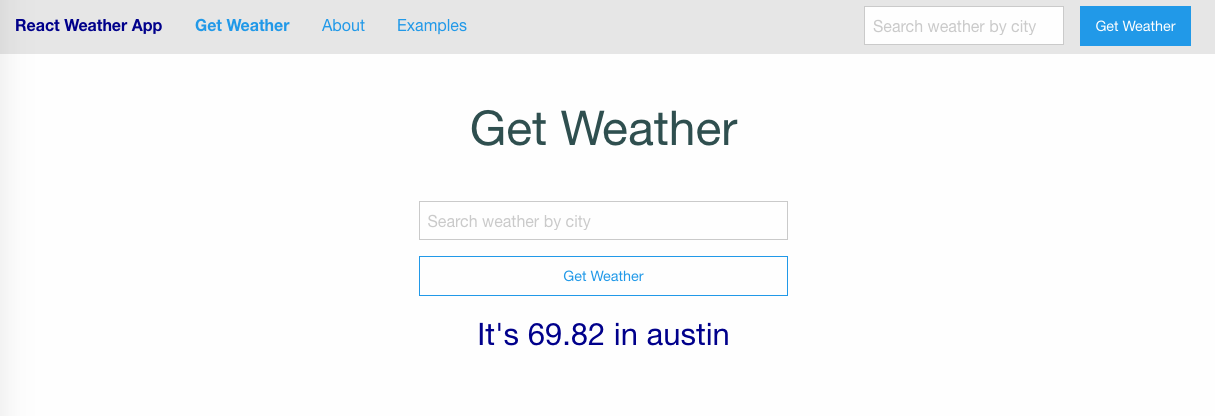 React Weather App Get Weather About Examples Search weather by city Get Weather
Get Weather
Search weather by city
Get Weather
It's 69.82 in austin